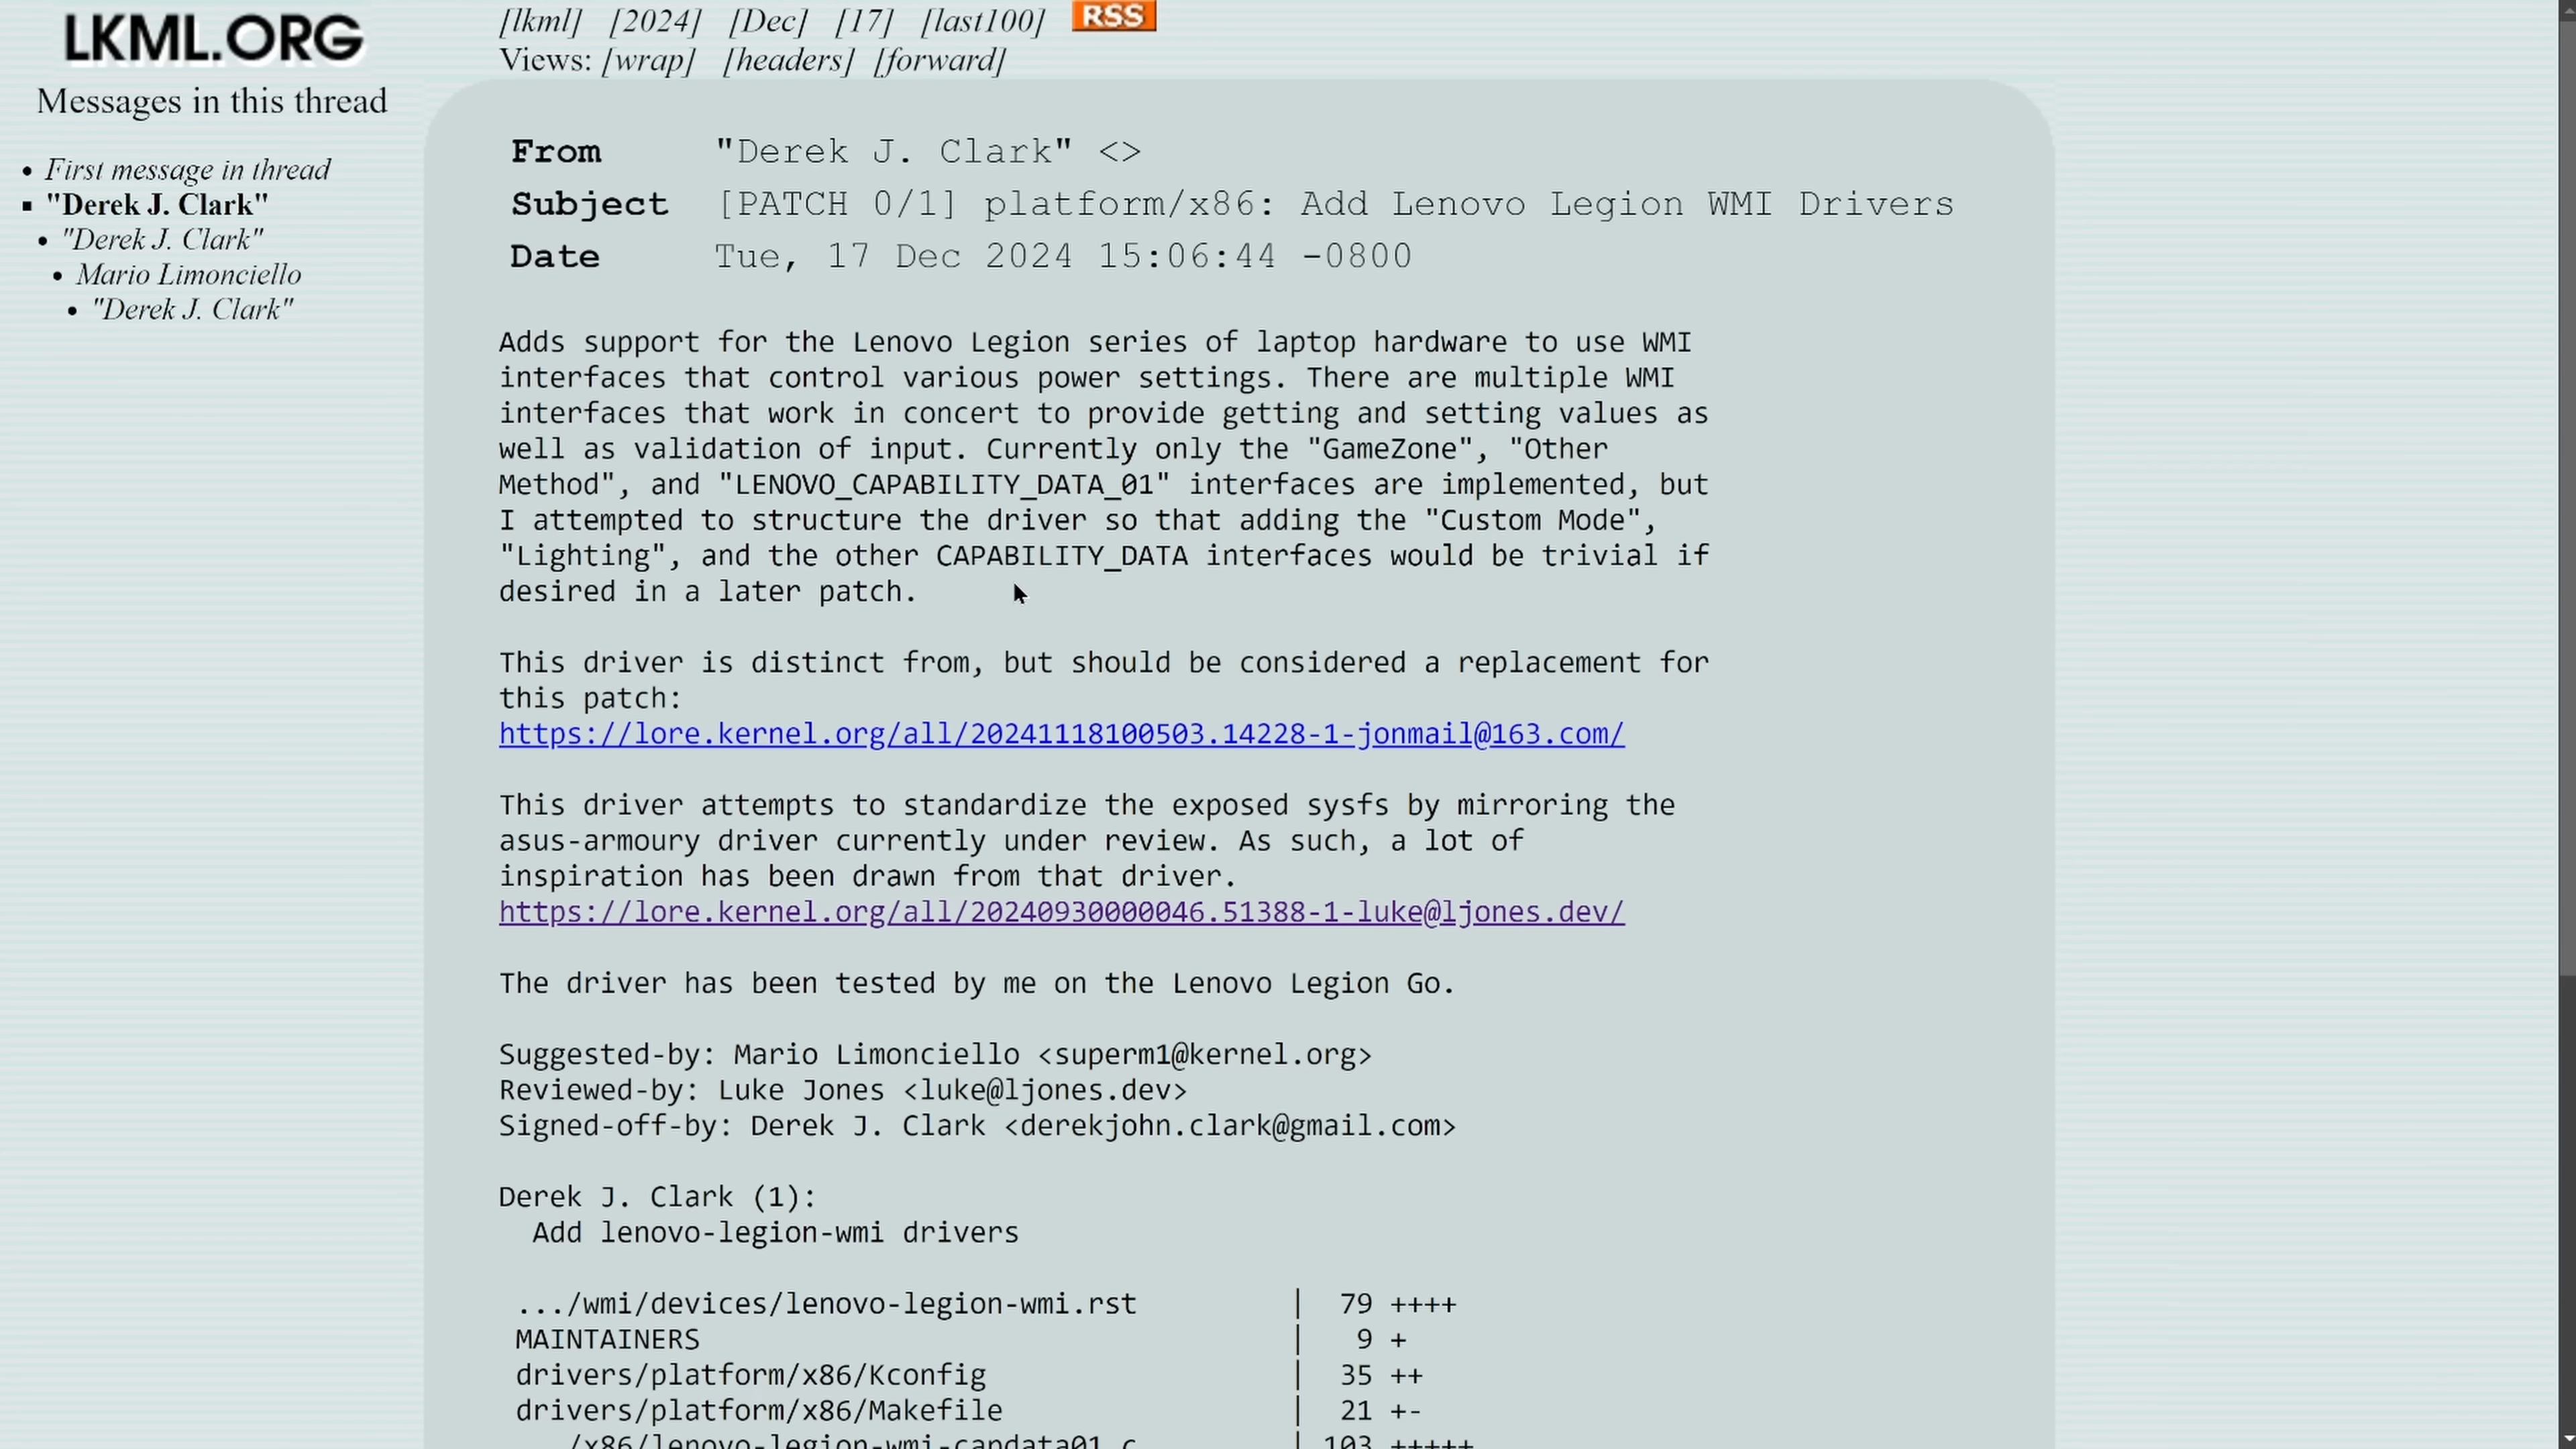 LKML.ORG
[lkml] [2024] [Dec] [17] [last100] RSS
Views: [wrap] [headers] [forward]
Messages in this thread
• First message in thread
▪ "Derek J. Clark"
• "Derek J. Clark"
• Mario Limonciello
• "Derek J. Clark"
From "Derek J. Clark" <>
Subject [PATCH 0/1] platform/x86: Add Lenovo Legion WMI Drivers
Date Tue, 17 Dec 2024 15:06:44 -0800
Adds support for the Lenovo Legion series of laptop hardware to use WMI
interfaces that control various power settings. There are multiple WMI
interfaces that work in concert to provide getting and setting values as
well as validation of input. Currently only the "GameZone", "Other
Method", and "LENOVO_CAPABILITY_DATA_01" interfaces are implemented, but
I attempted to structure the driver so that adding the "Custom Mode",
"Lighting", and the other CAPABILITY_DATA interfaces would be trivial if
desired in a later patch.
This driver is distinct from, but should be considered a replacement for
this patch:
https://lore.kernel.org/all/20241118100503.14228-1-jonmail@163.com/
This driver attempts to standardize the exposed sysfs by mirroring the
asus-armoury driver currently under review. As such, a lot of
inspiration has been drawn from that driver.
https://lore.kernel.org/all/20240930000046.51388-1-luke@ljones.dev/
The driver has been tested by me on the Lenovo Legion Go.
Suggested-by: Mario Limonciello <superm1@kernel.org>
Reviewed-by: Luke Jones <luke@ljones.dev>
Signed-off-by: Derek J. Clark <derekjohn.clark@gmail.com>
Derek J. Clark (1):
Add lenovo-legion-wmi drivers
.../wmi/devices/lenovo-legion-wmi.rst | 79 ++++
MAINTAINERS | 9 +
drivers/platform/x86/Kconfig | 35 ++
drivers/platform/x86/Makefile | 21 +-
.../x86/lenovo-legion-wmi-capdata01.c | 103 +++++